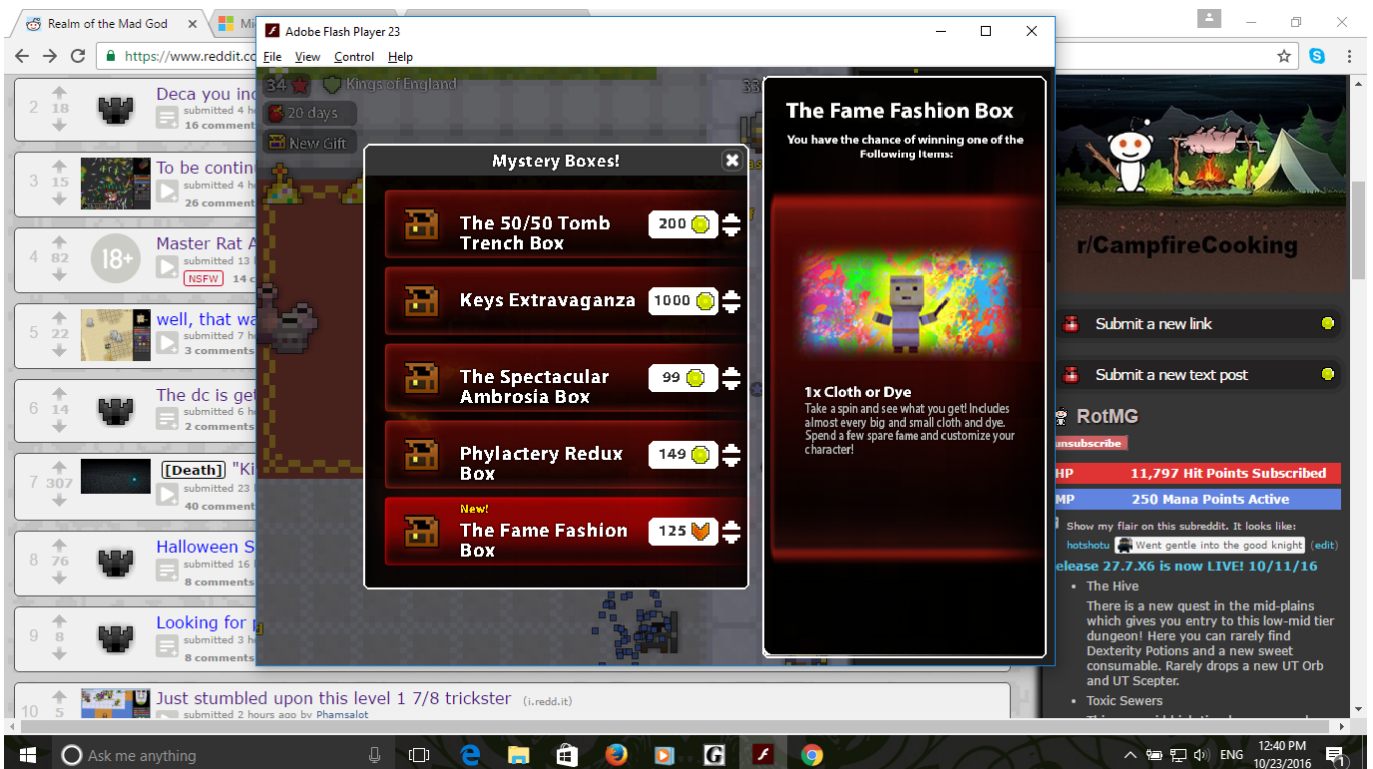 Realm of the Mad God
Mi
https://www.reddit.cc
Adobe Flash Player 23
File View Control Help
34 Kings of England
20 days
New Gift
33
2
18
Deca you inc
submitted 4 h
16 comment
3
15
To be contin
submitted 4 h
26 comment
4
82
18+
Master Rat A
submitted 13
NSFW 14 c
5
22
well, that wa
submitted 7 h
3 comments
6
14
The dc is get
submitted 6 h
2 comments
7
307
[Death] "Ki
submitted 23
40 comment
8
76
Halloween S
submitted 16
8 comments
9
8
Looking for p
submitted 3 h
8 comments
10
5
Just stumbled upon this level 1 7/8 trickster (i.redd.it)
submitted 2 hours ago by Phamsalot
Mystery Boxes!
The 50/50 Tomb
Trench Box
200
Keys Extravaganza
1000
The Spectacular
Ambrosia Box
99
Phylactery Redux
Box
149
New!
The Fame Fashion
Box
125
The Fame Fashion Box
You have the chance of winning one of the
Following Items:
1x Cloth or Dye
Take a spin and see what you get! Includes
almost every big and small cloth and dye.
Spend a few spare fame and customize your
character!
r/CampfireCooking
Submit a new link
Submit a new text post
RotMG
unsubscribe
HP 11,797 Hit Points Subscribed
MP 250 Mana Points Active
Show my flair on this subreddit. It looks like:
hotshotu Went gentle into the good knight (edit)
elease 27.7.X6 is now LIVE! 10/11/16
• The Hive
There is a new quest in the mid-plains
which gives you entry to this low-mid tier
dungeon! Here you can rarely find
Dexterity Potions and a new sweet
consumable. Rarely drops a new UT Orb
and UT Scepter.
• Toxic Sewers
Ask me anything
ENG
12:40 PM
10/23/2016
1